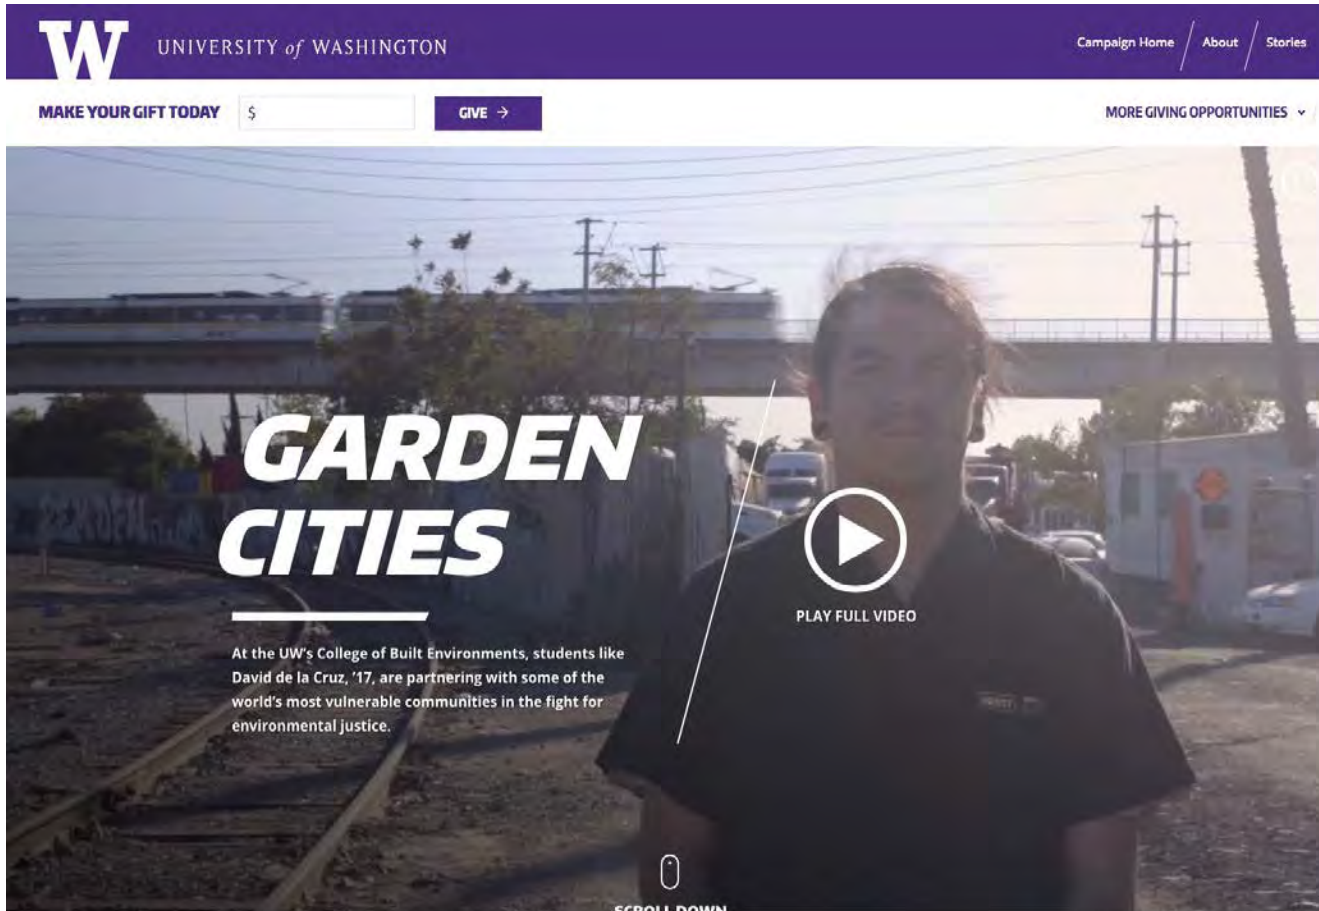 W
UNIVERSITY of WASHINGTON
Campaign Home / About / Stories
MAKE YOUR GIFT TODAY
$
GIVE →
MORE GIVING OPPORTUNITIES
GARDEN
CITIES
At the UW's College of Built Environments, students like
David de la Cruz, '17, are partnering with some of the
world's most vulnerable communities in the fight for
environmental justice.
PLAY FULL VIDEO
SCROLL DOWN